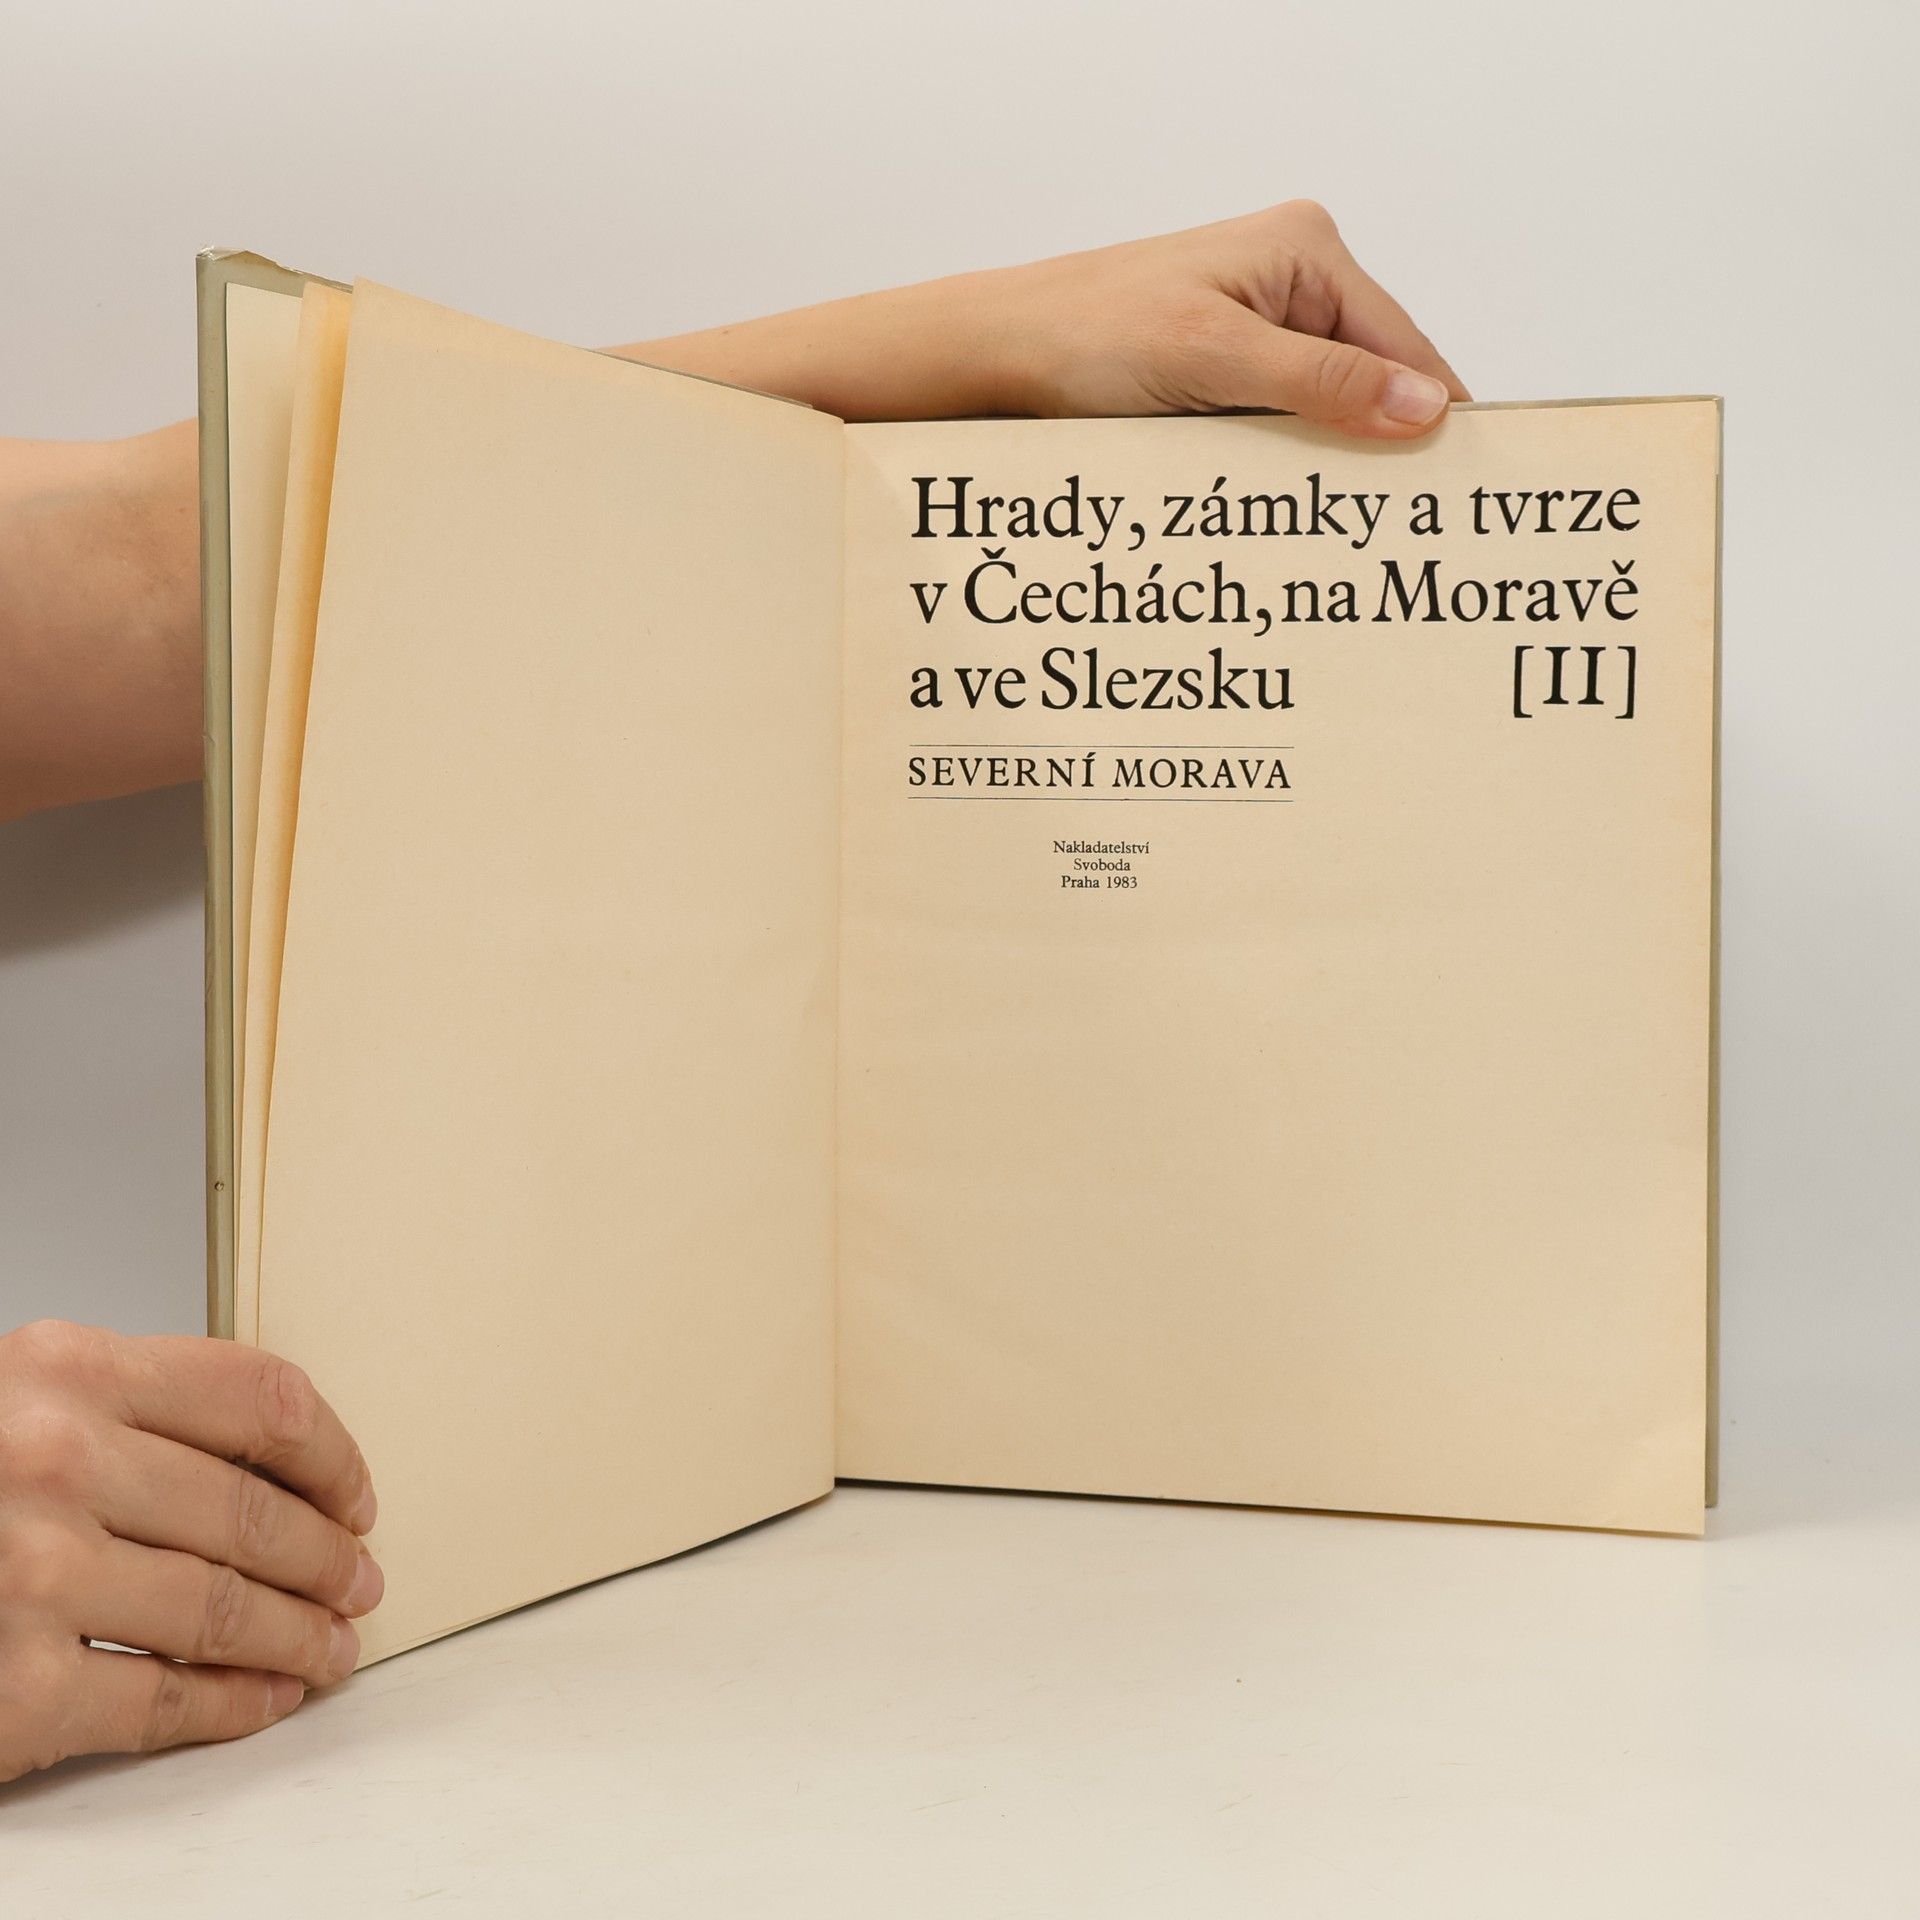 Hrady, zámky a tvrze
v Čechách, na Moravě
a ve Slezsku [II]
SEVERNÍ MORAVA
Nakladatelství
Svoboda
Praha 1983